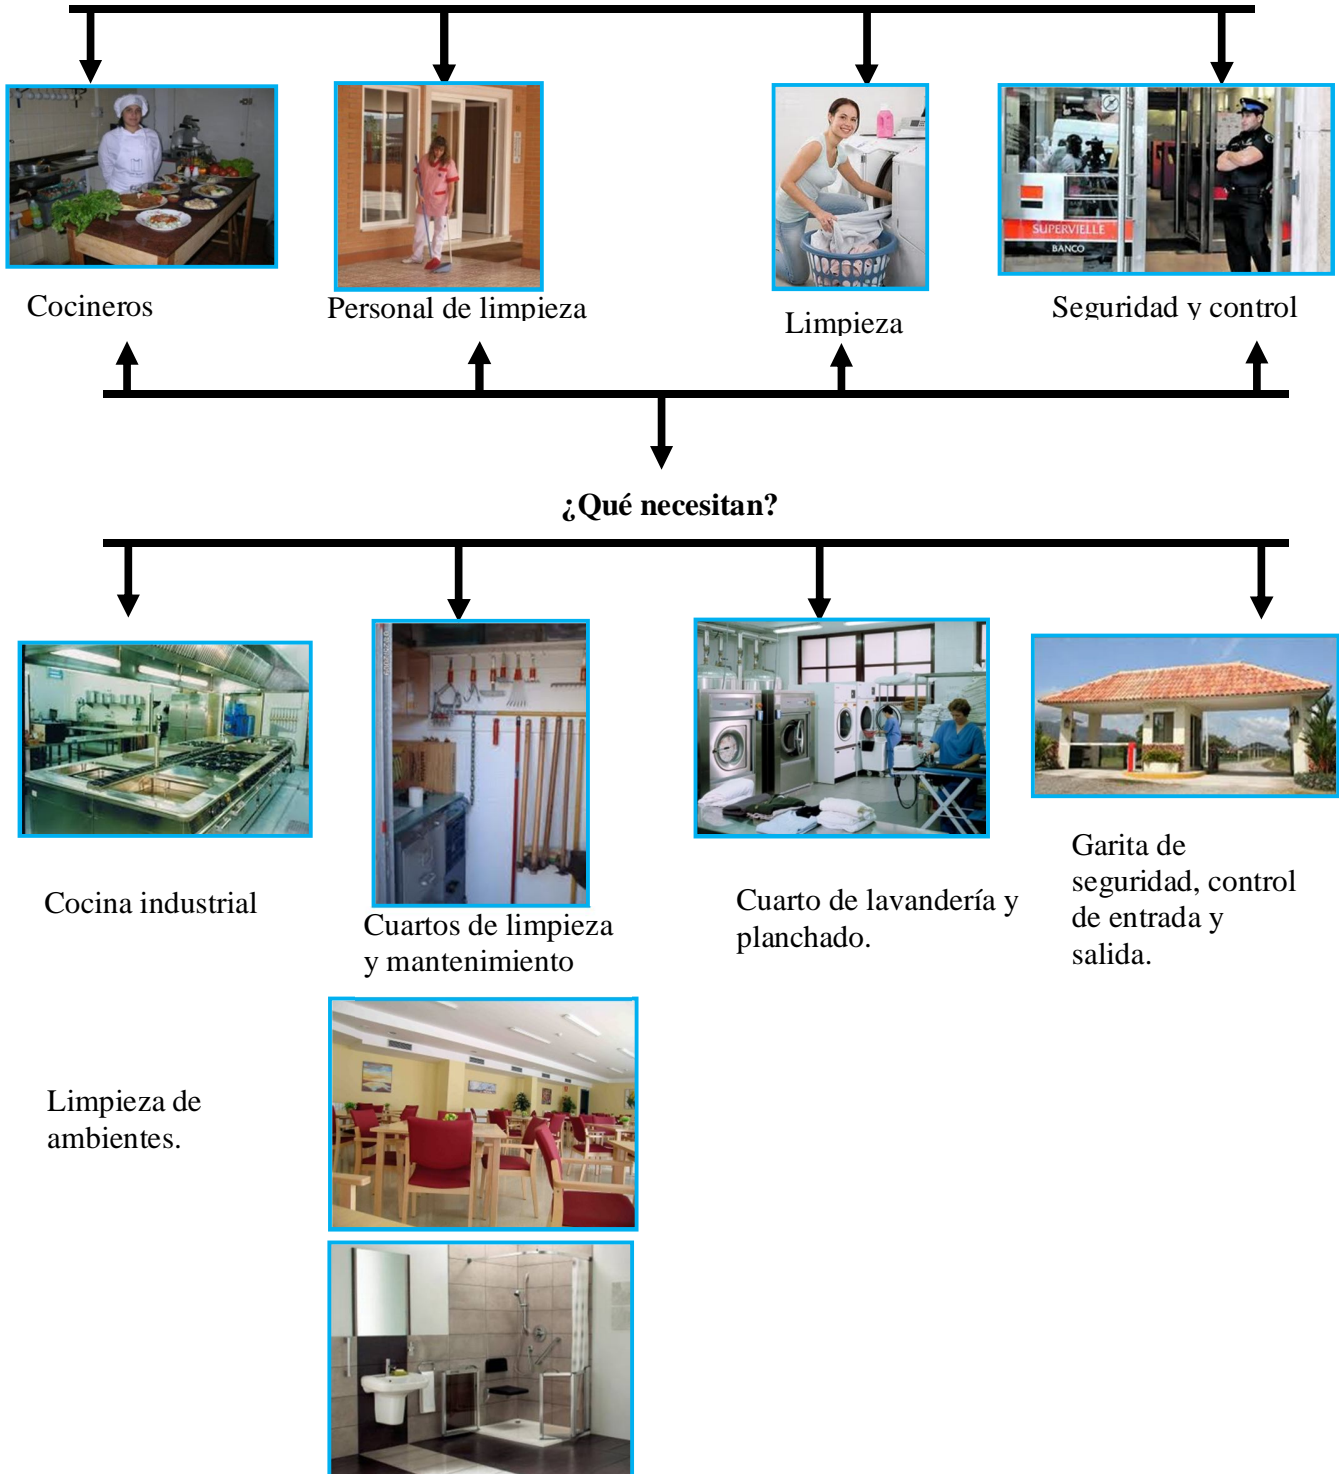 SUPERVIELLE
BANCO
Cocineros
Personal de limpieza
Limpieza
Seguridad y control
¿Qué necesitan?
Cocina industrial
Cuartos de limpieza
y mantenimiento
Cuarto de lavandería y
planchado.
Garita de
seguridad, control
de entrada y
salida.
Limpieza de
ambientes.